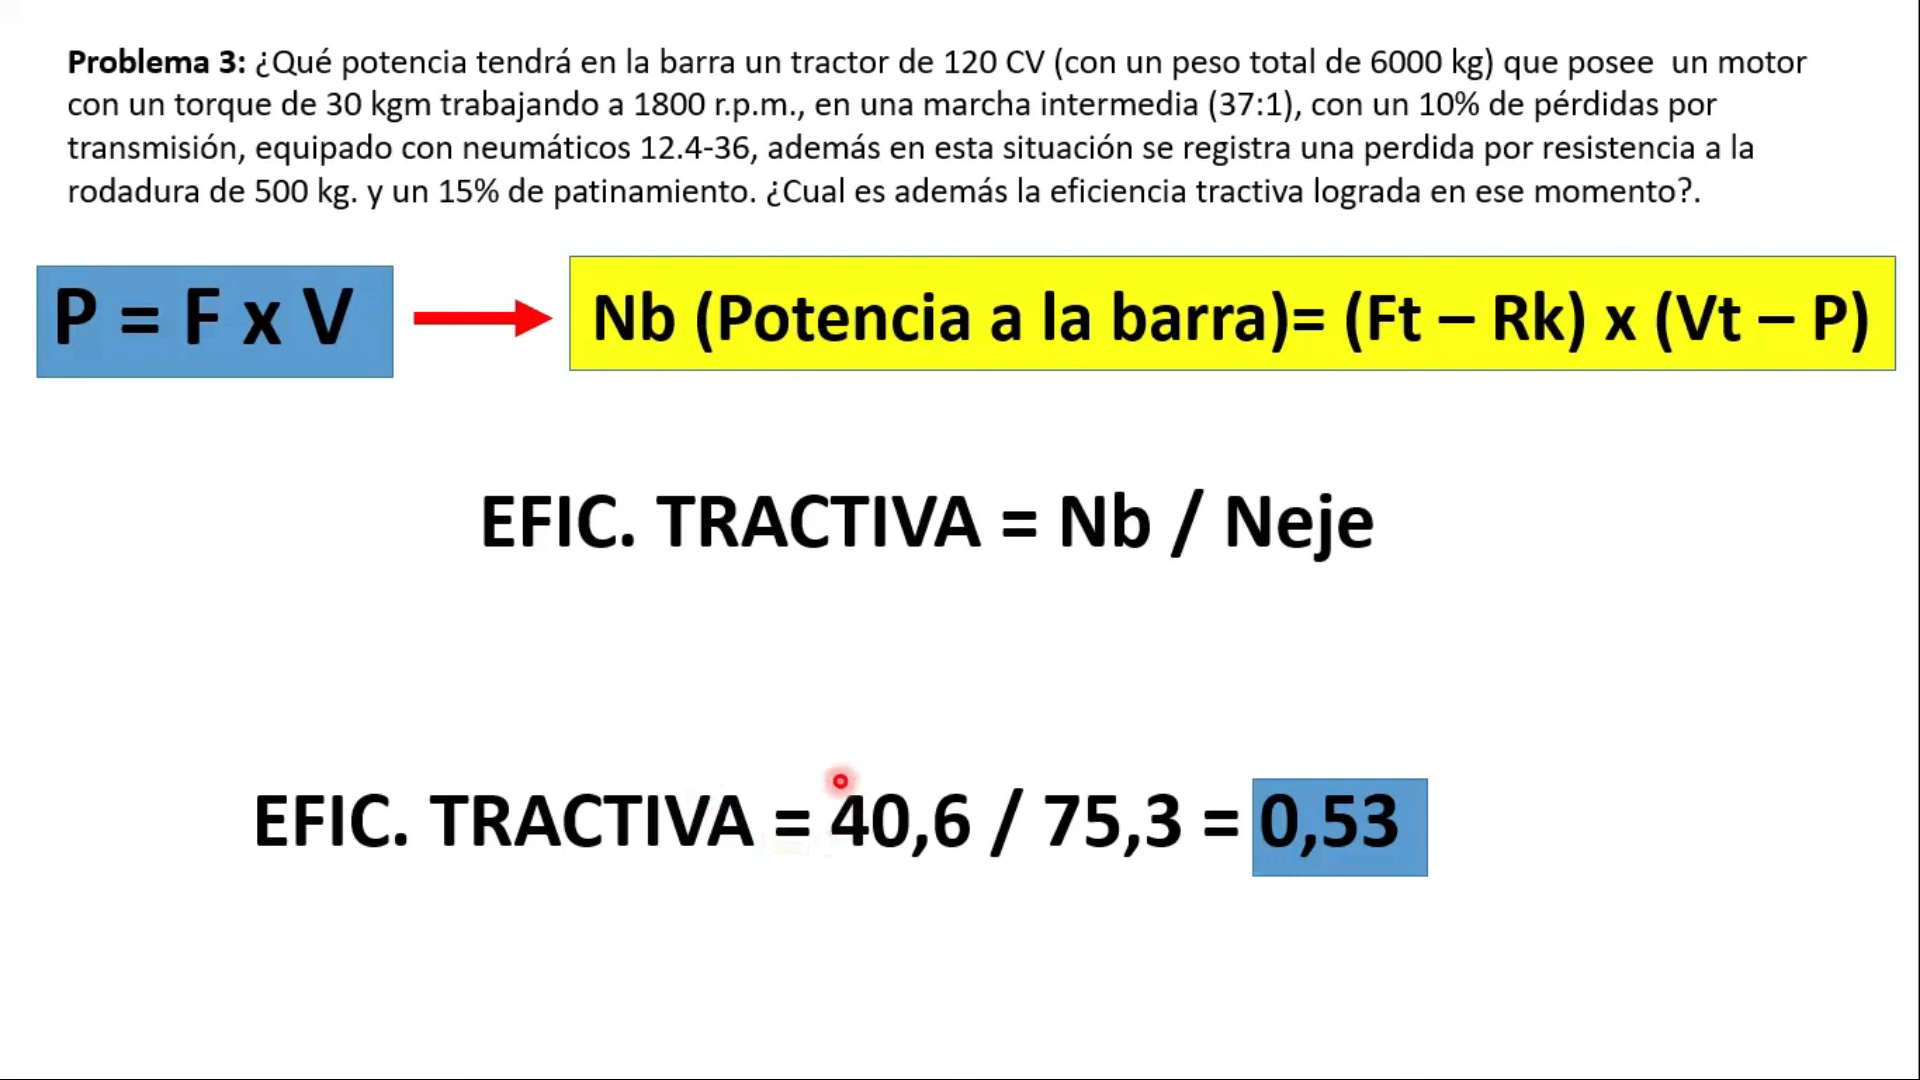 Problema 3: ¿Qué potencia tendrá en la barra un tractor de 120 CV (con un peso total de 6000 kg) que posee un motor
con un torque de 30 kgm trabajando a 1800 r.p.m., en una marcha intermedia (37:1), con un 10% de pérdidas por
transmisión, equipado con neumáticos 12.4-36, además en esta situación se registra una perdida por resistencia a la
rodadura de 500 kg. y un 15% de patinamiento. ¿Cual es además la eficiencia tractiva lograda en ese momento?.
P = F x V
Nb (Potencia a la barra)= (Ft – Rk) x (Vt – P)
EFIC. TRACTIVA = Nb / Neje
EFIC. TRACTIVA = 40,6 / 75,3 = 0,53